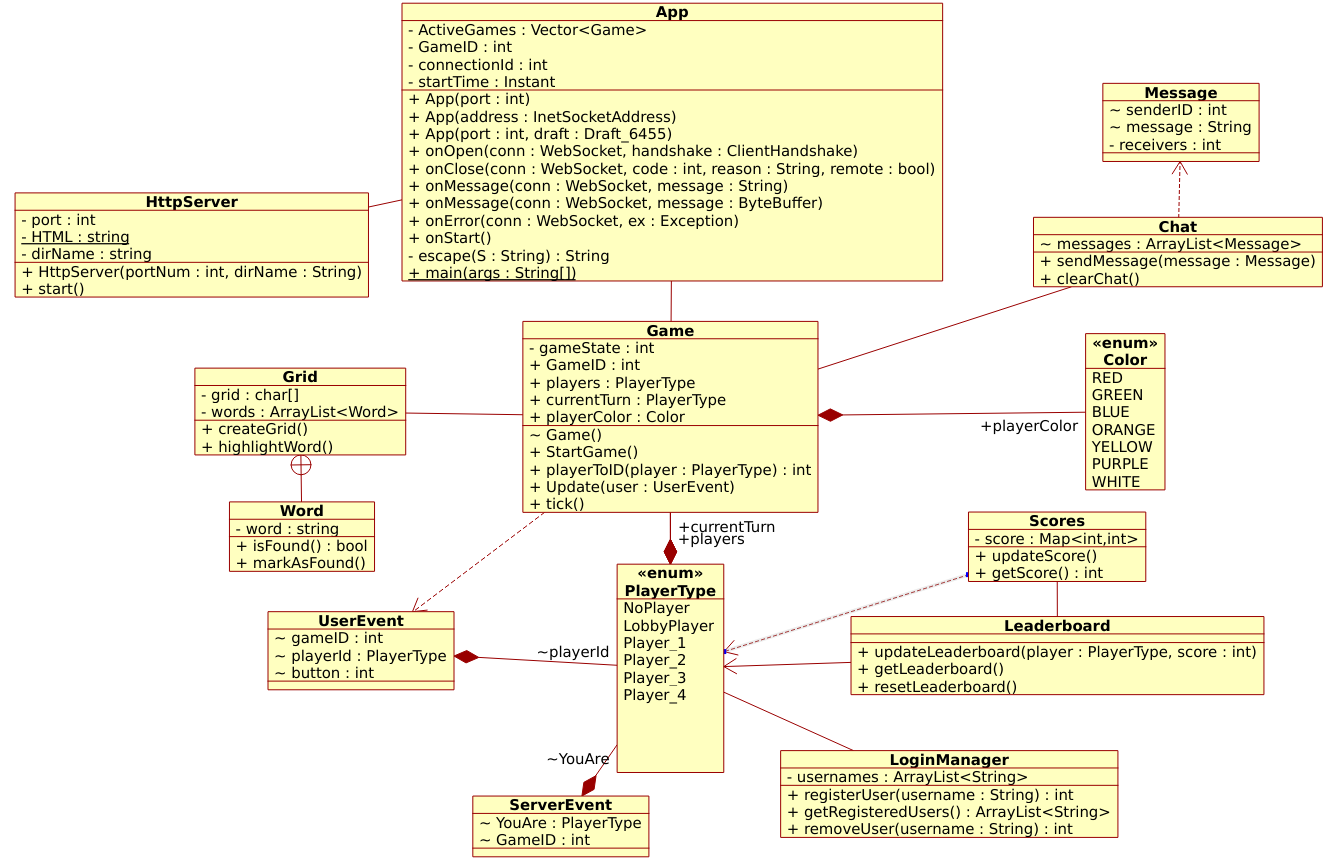 App
- ActiveGames : Vector<Game>
- GameID : int
- connectionId : int
- startTime : Instant
+ App(port : int)
+ App(address : InetSocketAddress)
+ App(port : int, draft : Draft_6455)
+ onOpen(conn : WebSocket, handshake : ClientHandshake)
+ onClose(conn : WebSocket, code : int, reason : String, remote : bool)
+ onMessage(conn : WebSocket, message : String)
+ onMessage(conn : WebSocket, message : ByteBuffer)
+ onError(conn : WebSocket, ex : Exception)
+ onStart()
- escape(S : String) : String
+ main(args : String[])
Message
~ senderID : int
~ message : String
- receivers : int
HttpServer
- port : int
- HTML : string
- dirName : string
+ HttpServer(portNum : int, dirName : String)
+ start()
Chat
~ messages : ArrayList<Message>
+ sendMessage(message : Message)
+ clearChat()
Game
- gameState : int
+ GameID : int
+ players : PlayerType
+ currentTurn : PlayerType
+ playerColor : Color
~ Game()
+ StartGame()
+ playerToID(player : PlayerType) : int
+ Update(user : UserEvent)
+ tick()
«enum»
Color
RED
GREEN
BLUE
ORANGE
YELLOW
PURPLE
WHITE
+playerColor
Grid
- grid : char[]
- words : ArrayList<Word>
+ createGrid()
+ highlightWord()
Word
- word : string
+ isFound() : bool
+ markAsFound()
+currentTurn
+players
Scores
- score : Map<int,int>
+ updateScore()
+ getScore() : int
«enum»
PlayerType
NoPlayer
LobbyPlayer
Player_1
Player_2
Player_3
Player_4
UserEvent
~ gameID : int
~ playerId : PlayerType
~ button : int
~playerId
Leaderboard
+ updateLeaderboard(player : PlayerType, score : int)
+ getLeaderboard()
+ resetLeaderboard()
~YouAre
LoginManager
- usernames : ArrayList<String>
+ registerUser(username : String) : int
+ getRegisteredUsers() : ArrayList<String>
+ removeUser(username : String) : int
ServerEvent
~ YouAre : PlayerType
~ GameID : int